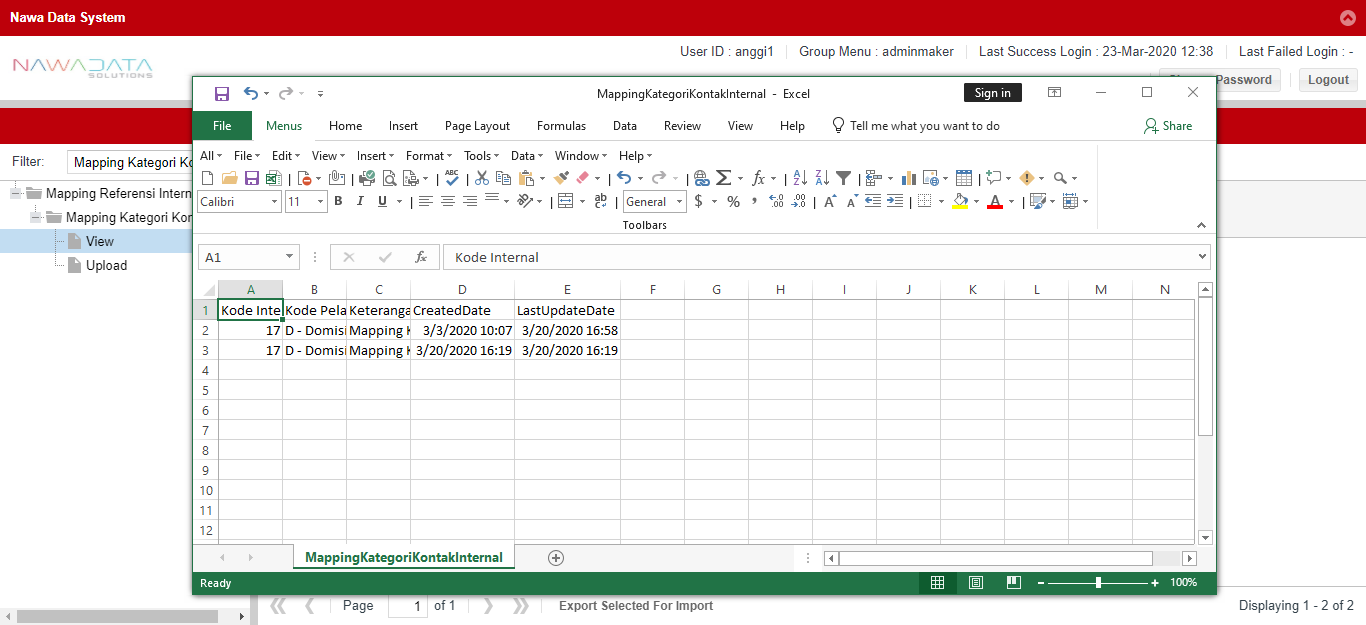 Nawa Data System
NAWADATA
SOLUTIONS
User ID : anggi1
Group Menu : adminmaker
Last Success Login : 23-Mar-2020 12:38
Last Failed Login : -
Password
Logout
MappingKategoriKontakInternal - Excel
Sign in
File Menus Home Insert Page Layout Formulas Data Review View Help Tell me what you want to do Share
Filter:
Mapping Kategori Ko
Mapping Referensi Intern
Mapping Kategori Kon
View
Upload
All File Edit View Insert Format Tools Data Window Help
ABC
Calibri 11 B I U ab General $ % , .00 .00 A A A
Toolbars
A1 fx Kode Internal
A B C D E F G H I J K L M N
1 Kode Inte Kode Pela Keteranga CreatedDate LastUpdateDate
2 17 D - Domisi Mapping K 3/3/2020 10:07 3/20/2020 16:58
3 17 D - Domisi Mapping K 3/20/2020 16:19 3/20/2020 16:19
4
5
6
7
8
9
10
11
12
MappingKategoriKontakInternal
Ready
100%
Page 1 of 1
Export Selected For Import
Displaying 1 - 2 of 2